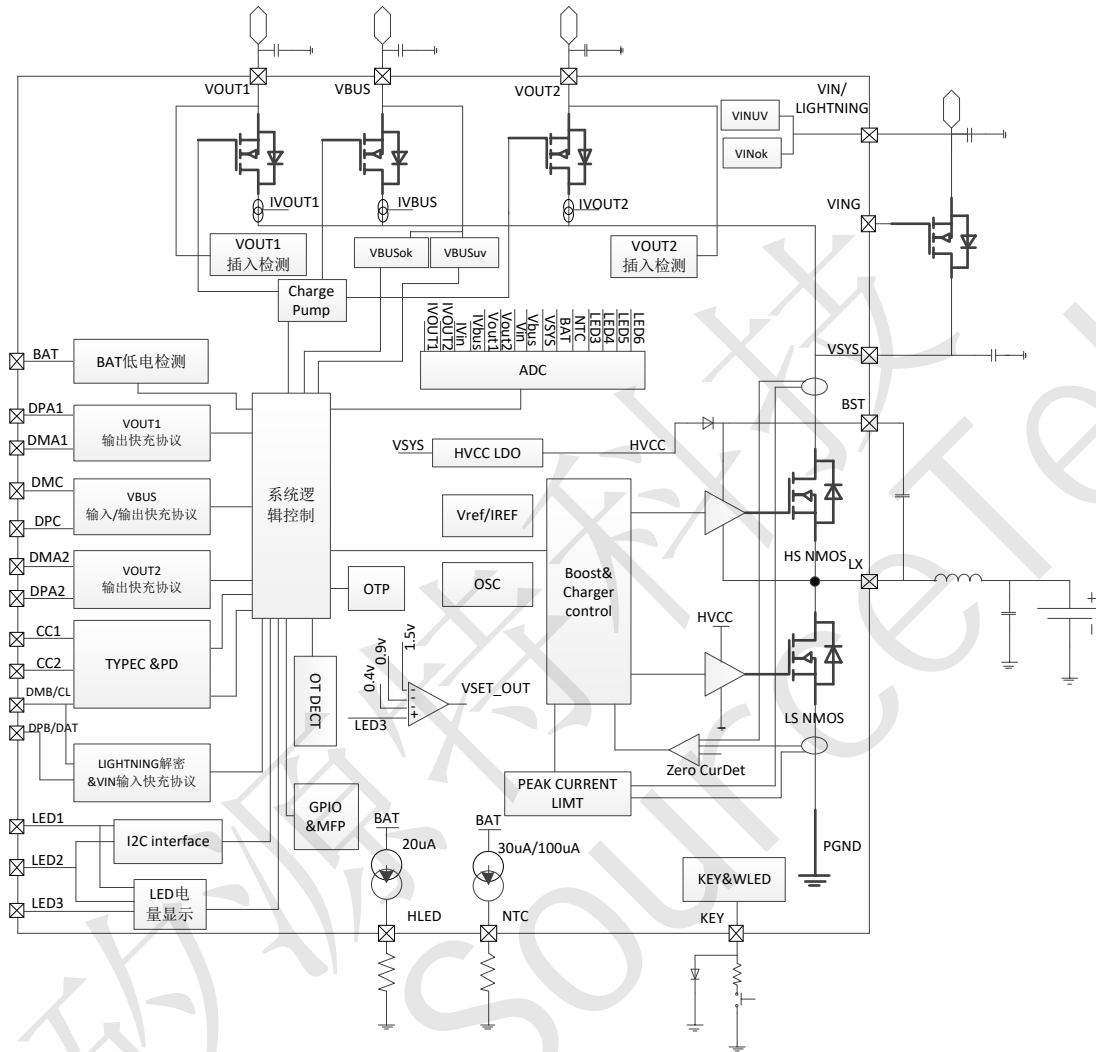 VOUT1
VBUS
VOUT2
VIN/
LIGHTNING
VINUV
VINok
VING
IVOUT1
IVBUS
IVOUT2
VOUT1
插入检测
VBUSok
VBUSuv
VOUT2
插入检测
Charge
Pump
IVOUT1
IVOUT2
IVin
IVbus
Vout1
Vout2
Vin
Vbus
VSYS
BAT
NTC
LED3
LED4
LED5
LED6
ADC
VSYS
BAT
BAT低电检测
BST
DPA1
DMA1
VOUT1
输出快充协议
VSYS
HVCC LDO
HVCC
DMC
DPC
VBUS
输入/输出快充协议
系统逻
辑控制
Vref/IREF
HS NMOS
LX
DMA2
DPA2
VOUT2
输出快充协议
OTP
OSC
Boost&
Charger
control
HVCC
CC1
CC2
TYPEC &PD
DMB/CL
DPB/DAT
OT DECT
0.4v
0.9v
1.5v
LED3
VSET_OUT
LS NMOS
Zero CurDet
LIGHTNING解密
&VIN输入快充协议
PEAK CURRENT
LIMT
GPIO
&MFP
LED1
LED2
LED3
I2C interface
LED电
量显示
BAT
20uA
BAT
30uA/100uA
PGND
KEY&WLED
HLED
NTC
KEY
+
-
矽源特科技
SourceTe